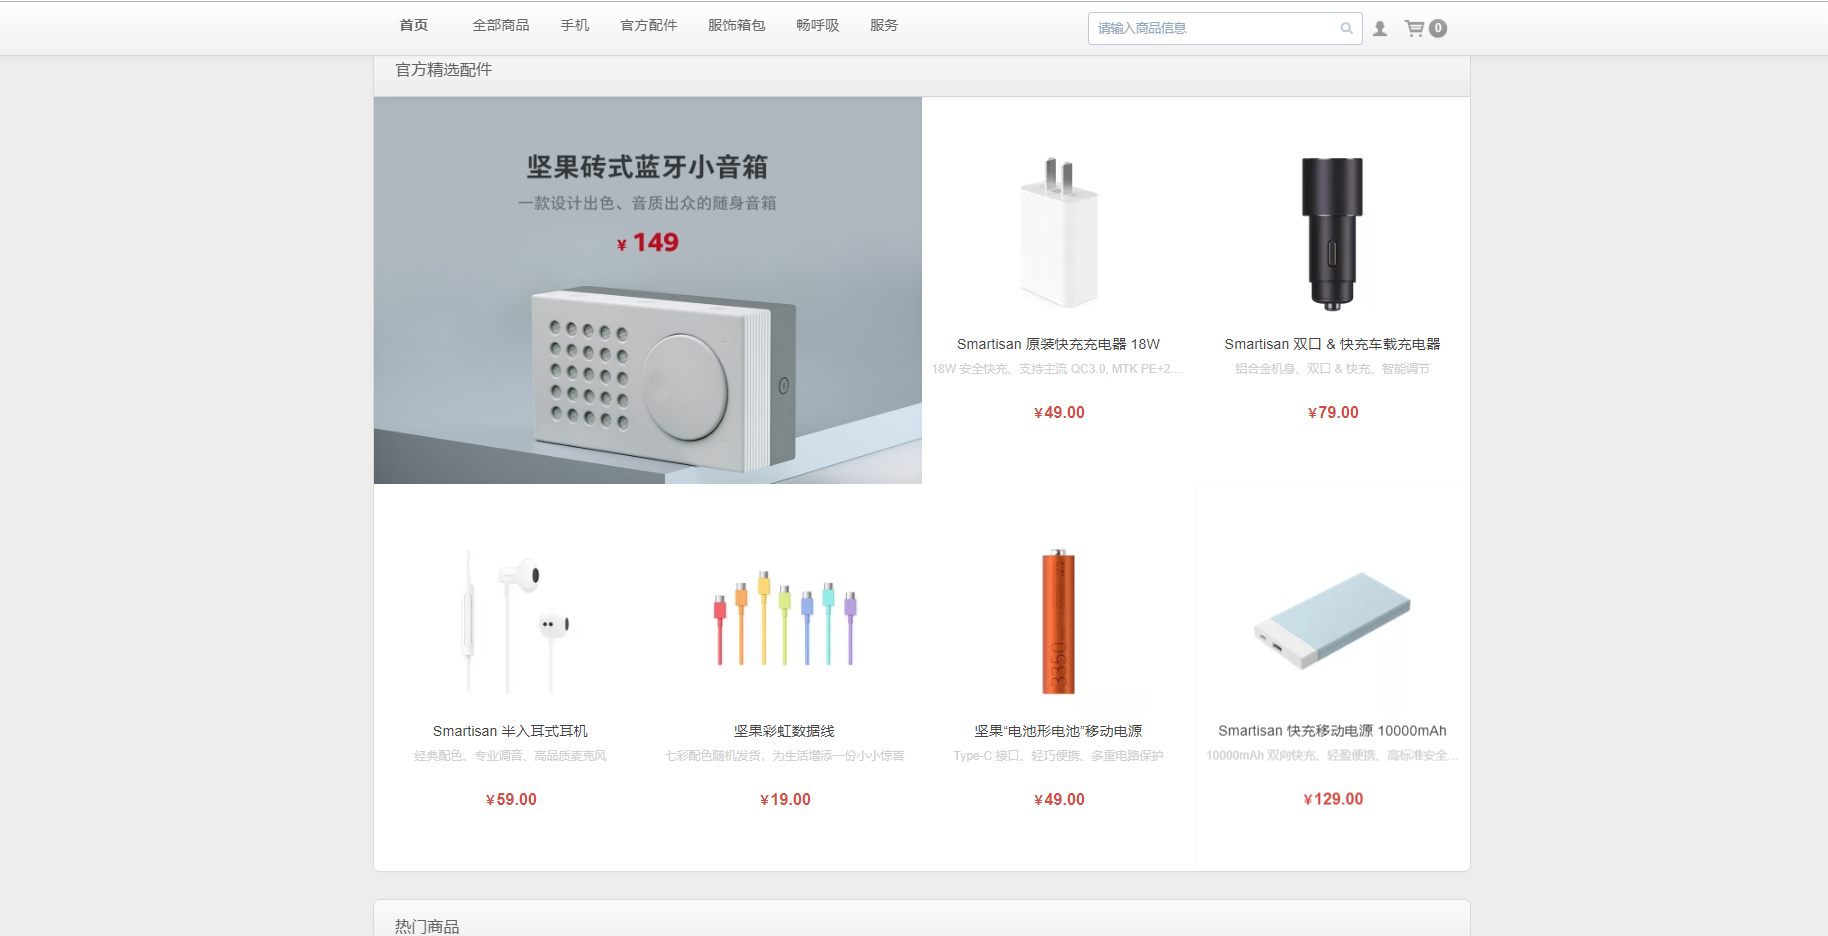 首页 全部商品 手机 官方配件 服饰箱包 畅呼吸 服务 请输入商品信息 0
官方精选配件
坚果砖式蓝牙小音箱
一款设计出色、音质出众的随身音箱
¥ 149
Smartisan 原装快充充电器 18W
18W 安全快充、支持主流 QC3.0, MTK PE+2....
¥49.00
Smartisan 双口 & 快充车载充电器
铝合金机身、双口 & 快充、智能调节
¥79.00
Smartisan 半入耳式耳机
经典配色、专业调音、高品质麦克风
¥59.00
坚果彩虹数据线
七彩配色随机发货，为生活增添一份小小惊喜
¥19.00
3350
坚果“电池形电池”移动电源
Type-C 接口、轻巧便携、多重电路保护
¥49.00
Smartisan 快充移动电源 10000mAh
10000mAh 双向快充、轻盈便携、高标准安全...
¥129.00
热门商品